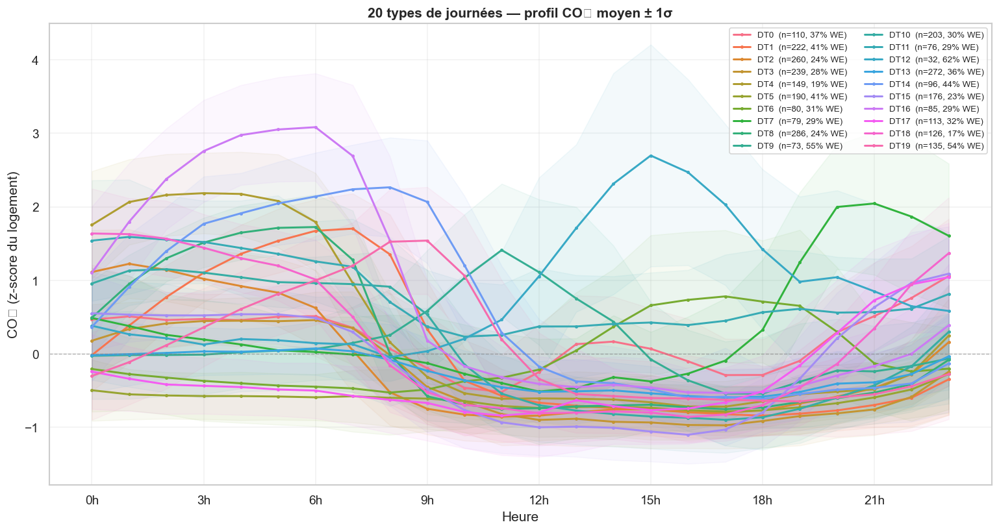 20 types de journées — profil CO□ moyen ± 1σ
DT0 (n=110, 37% WE)
DT1 (n=222, 41% WE)
DT2 (n=260, 24% WE)
DT3 (n=239, 28% WE)
DT4 (n=149, 19% WE)
DT5 (n=190, 41% WE)
DT6 (n=80, 31% WE)
DT7 (n=79, 29% WE)
DT8 (n=286, 24% WE)
DT9 (n=73, 55% WE)
DT10 (n=203, 30% WE)
DT11 (n=76, 29% WE)
DT12 (n=32, 62% WE)
DT13 (n=272, 36% WE)
DT14 (n=96, 44% WE)
DT15 (n=176, 23% WE)
DT16 (n=85, 29% WE)
DT17 (n=113, 32% WE)
DT18 (n=126, 17% WE)
DT19 (n=135, 54% WE)
CO□ (z-score du logement)
4
3
2
1
0
−1
0h
3h
6h
9h
12h
15h
18h
21h
Heure